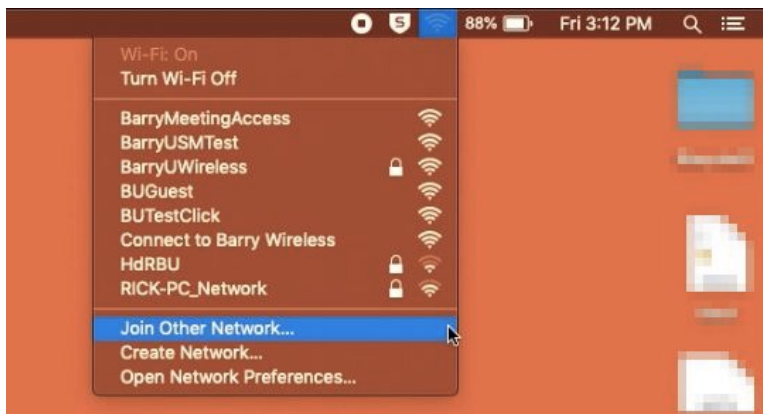 88% Fri 3:12 PM
Wi-Fi: On
Turn Wi-Fi Off
BarryMeetingAccess
BarryUSMTest
BarryUWireless
BUGuest
BUTestClick
Connect to Barry Wireless
HdRBU
RICK-PC_Network
Join Other Network...
Create Network...
Open Network Preferences...